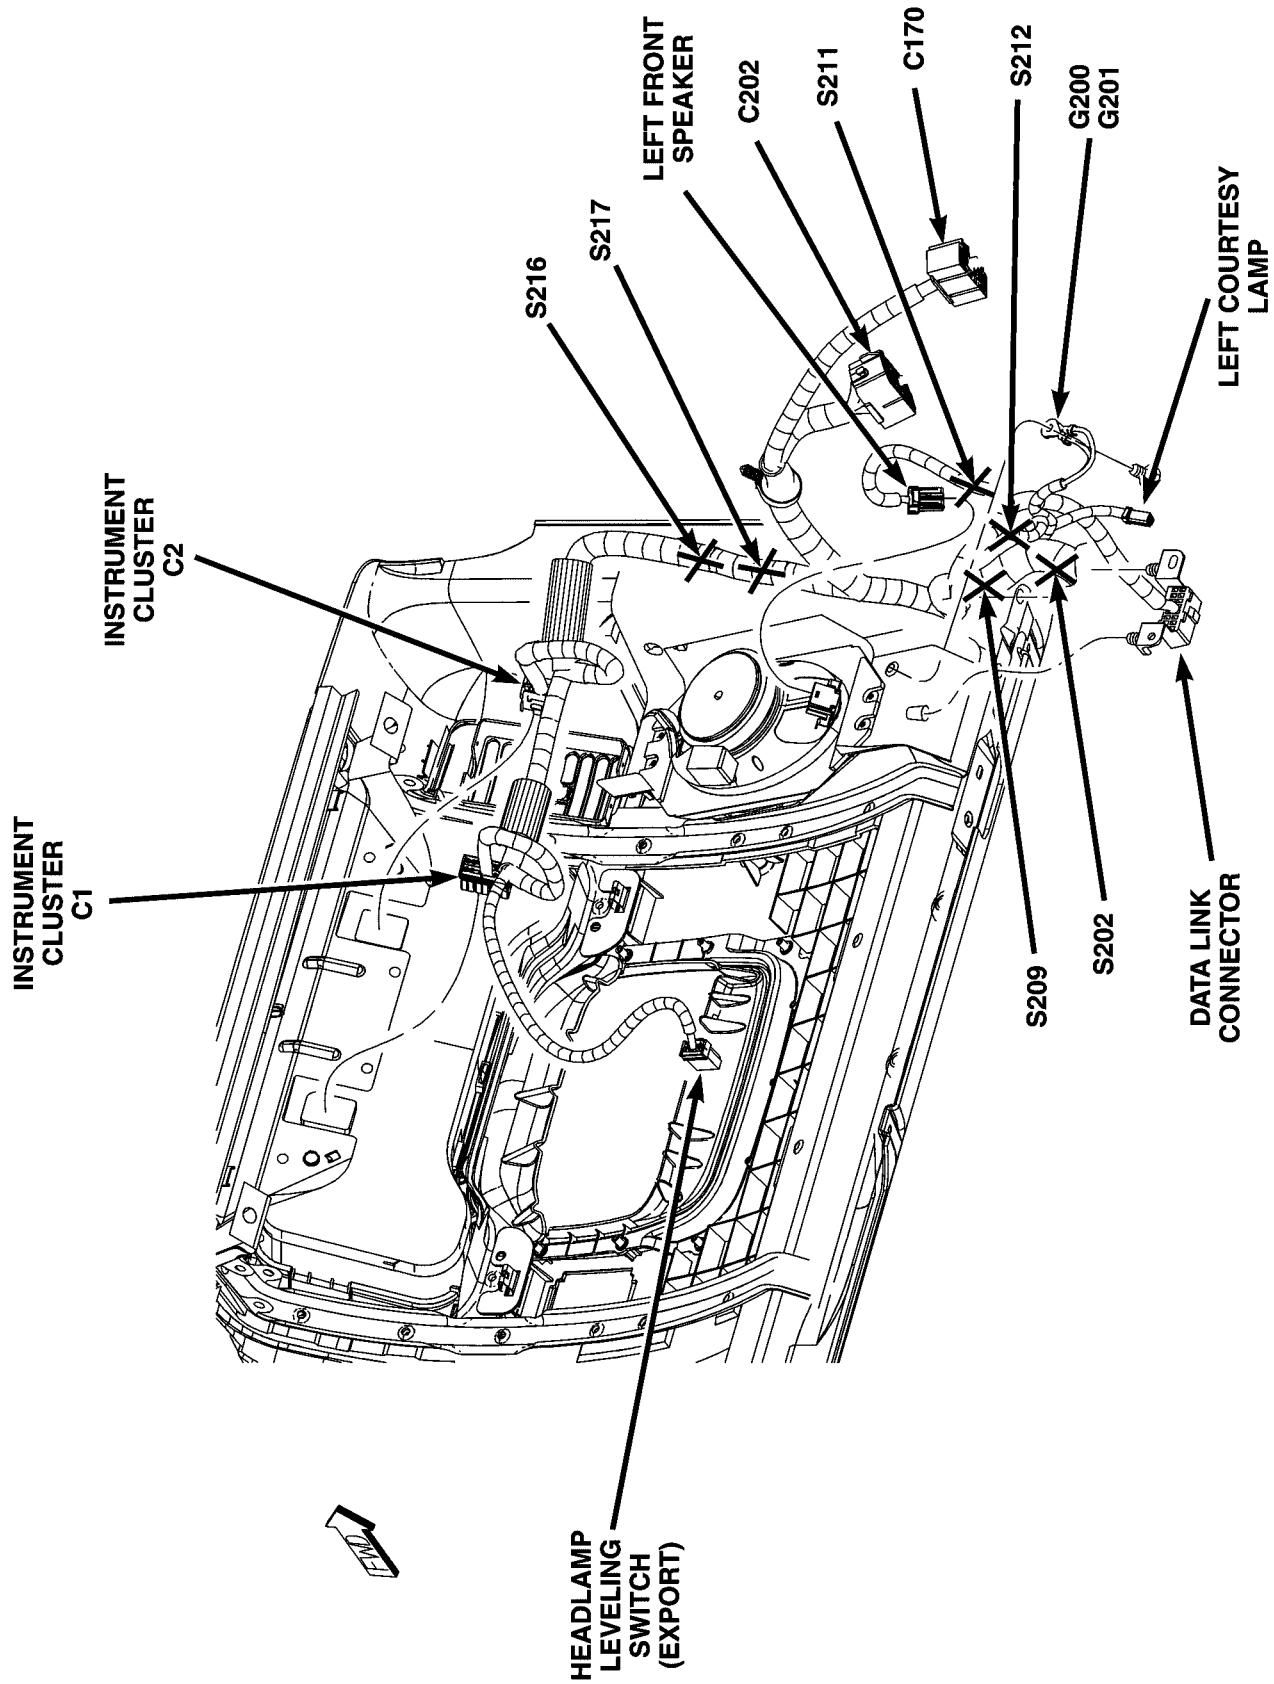 INSTRUMENT
CLUSTER
C1
INSTRUMENT
CLUSTER
C2
S216
S217
LEFT FRONT
SPEAKER
C202
S211
C170
S212
G200
G201
LEFT COURTESY
LAMP
DATA LINK
CONNECTOR
S202
S209
HEADLAMP
LEVELING
SWITCH
(EXPORT)
FWD